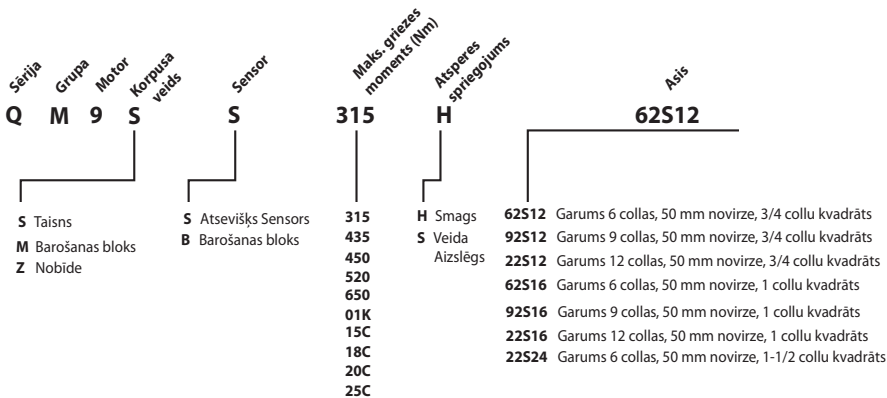 Sērija Grupa Motor Korpusa veids Sensor Maks. griezes moments (Nm) Atsperes spriegojums Asis
Q M 9 S S 315 H 62S12
S Taisns
M Barošanas bloks
Z Nobīde
S Atsevišķs Sensors
B Barošanas bloks
315
435
450
520
650
01K
15C
18C
20C
25C
H Smags
S Veida
Aizslēgs
62S12 Garums 6 collas, 50 mm novirze, 3/4 collu kvadrāts
92S12 Garums 9 collas, 50 mm novirze, 3/4 collu kvadrāts
22S12 Garums 12 collas, 50 mm novirze, 3/4 collu kvadrāts
62S16 Garums 6 collas, 50 mm novirze, 1 collu kvadrāts
92S16 Garums 9 collas, 50 mm novirze, 1 collu kvadrāts
22S16 Garums 12 collas, 50 mm novirze, 1 collu kvadrāts
22S24 Garums 6 collas, 50 mm novirze, 1-1/2 collu kvadrāts